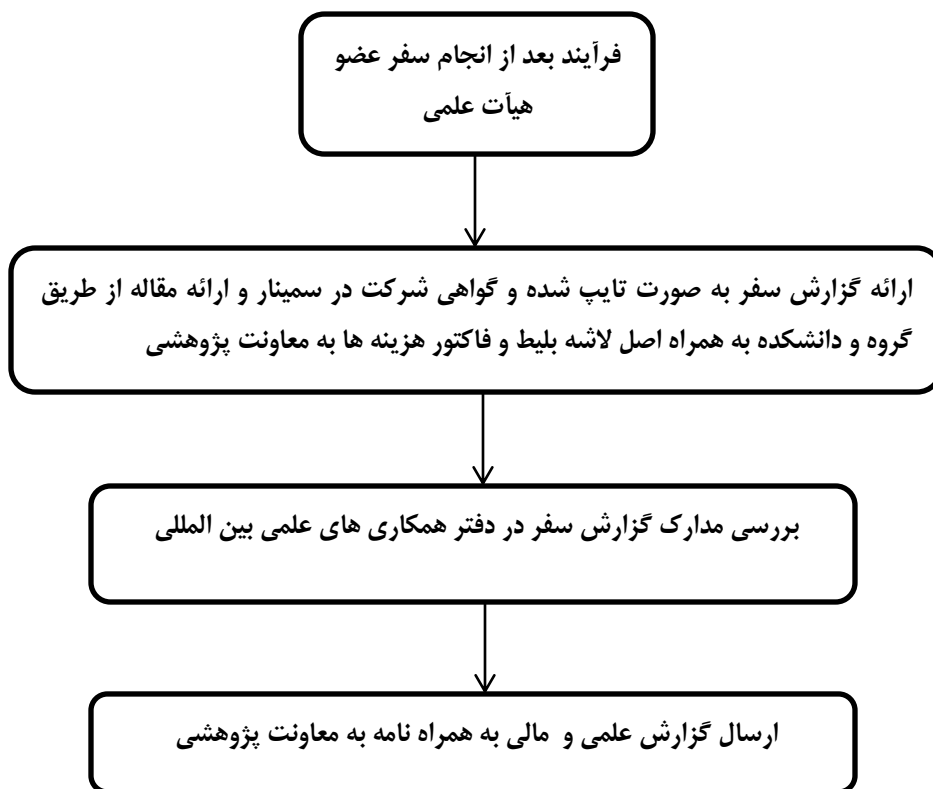 فرآیند بعد از انجام سفر عضو
هیآت علمی
ارائه گزارش سفر به صورت تایپ شده و گواهی شرکت در سمینار و ارائه مقاله از طریق
گروه و دانشکده به همراه اصل لاشه بلیط و فاکتور هزینه ها به معاونت پژوهشی
بررسی مدارک گزارش سفر در دفتر همکاری های علمی بین المللی
ارسال گزارش علمی و مالی به همراه نامه به معاونت پژوهشی